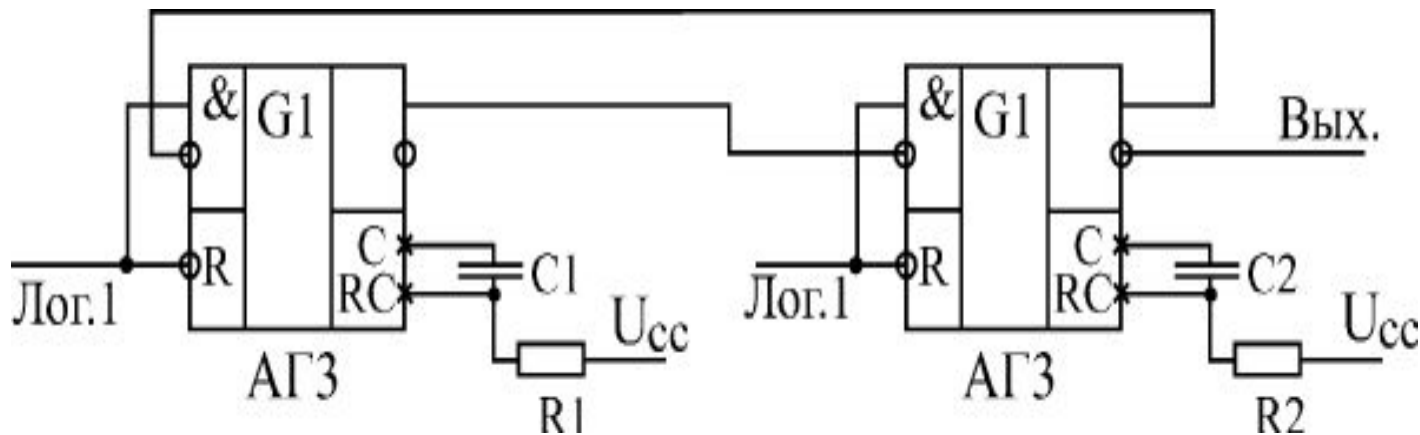 & G1 & G1 Вых.
R C C1 R C C2
Лог.1 RC Ucc Лог.1 RC Ucc
АГ3 R1 АГ3 R2